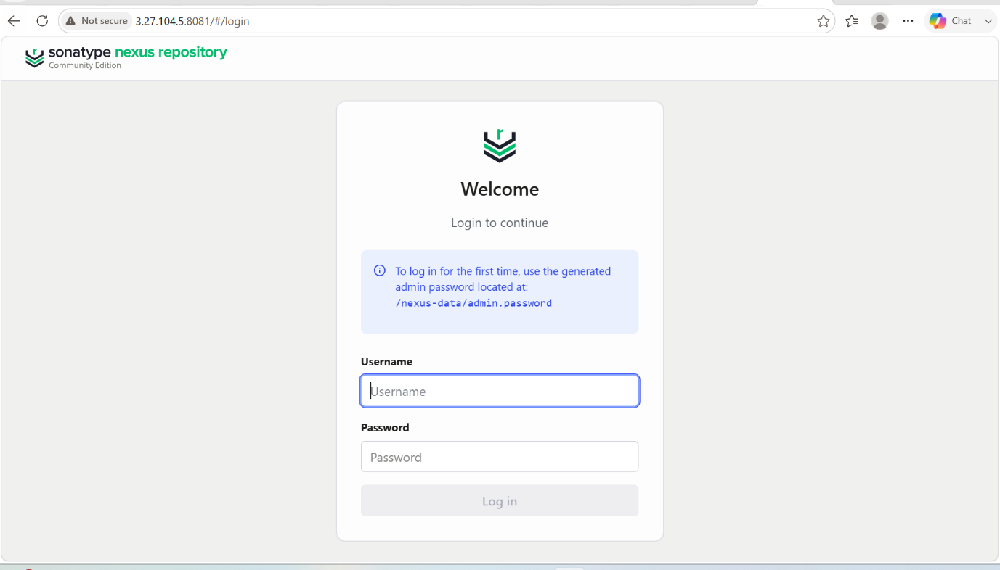 Not secure 3.27.104.5:8081/#/login Chat
sonatype nexus repository
Community Edition
r
Welcome
Login to continue
To log in for the first time, use the generated
admin password located at:
/nexus-data/admin.password
Username
Username
Password
Password
Log in